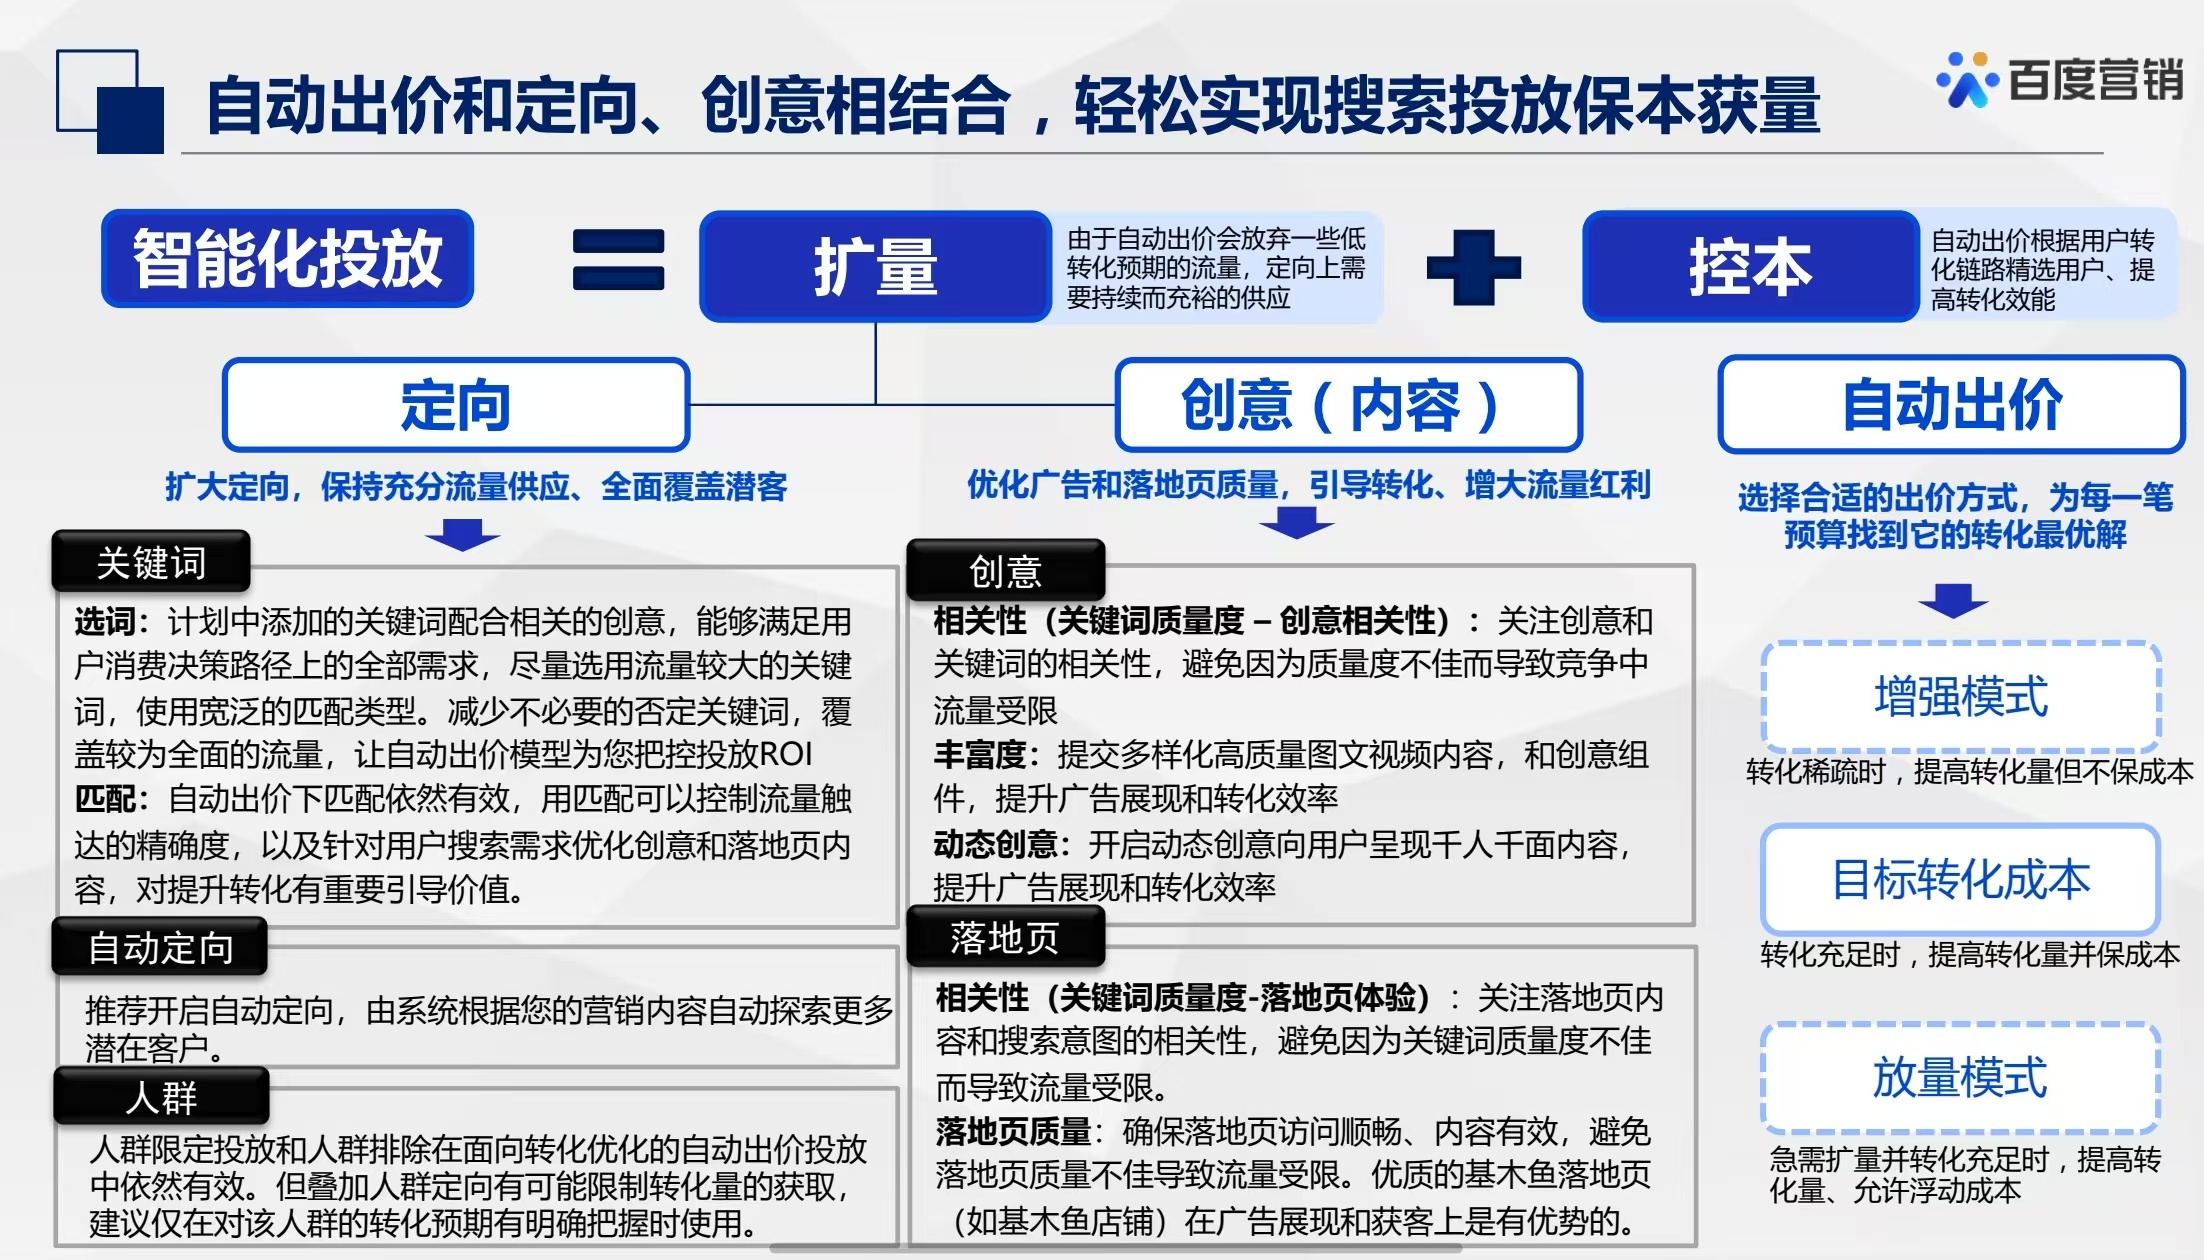 自动出价和定向、创意相结合，轻松实现搜索投放保本获量
百度营销
智能化投放
扩量
由于自动出价会放弃一些低
转化预期的流量，定向上需
要持续而充裕的供应
控本
自动出价根据用户转
化链路精选用户、提
高转化效能
定向
扩大定向，保持充分流量供应、全面覆盖潜客
关键词
选词：计划中添加的关键词配合相关的创意，能够满足用
户消费决策路径上的全部需求，尽量选用流量较大的关键
词，使用宽泛的匹配类型。减少不必要的否定关键词，覆
盖较为全面的流量，让自动出价模型为您把控投放ROI
匹配：自动出价下匹配依然有效，用匹配可以控制流量触
达的精确度，以及针对用户搜索需求优化创意和落地页内
容，对提升转化有重要引导价值。
自动定向
推荐开启自动定向，由系统根据您的营销内容自动探索更多
潜在客户。
人群
人群限定投放和人群排除在面向转化优化的自动出价投放
中依然有效。但叠加人群定向有可能限制转化量的获取，
建议仅在对该人群的转化预期有明确把握时使用。
创意（内容）
优化广告和落地页质量，引导转化、增大流量红利
创意
相关性（关键词质量度 – 创意相关性）：关注创意和
关键词的相关性，避免因为质量度不佳而导致竞争中
流量受限
丰富度：提交多样化高质量图文视频内容，和创意组
件，提升广告展现和转化效率
动态创意：开启动态创意向用户呈现千人千面内容，
提升广告展现和转化效率
落地页
相关性（关键词质量度-落地页体验）：关注落地页内
容和搜索意图的相关性，避免因为关键词质量度不佳
而导致流量受限。
落地页质量：确保落地页访问顺畅、内容有效，避免
落地页质量不佳导致流量受限。优质的基木鱼落地页
（如基木鱼店铺）在广告展现和获客上是有优势的。
自动出价
选择合适的出价方式，为每一笔
预算找到它的转化最优解
增强模式
转化稀疏时，提高转化量但不保成本
目标转化成本
转化充足时，提高转化量并保成本
放量模式
急需扩量并转化充足时，提高转
化量、允许浮动成本